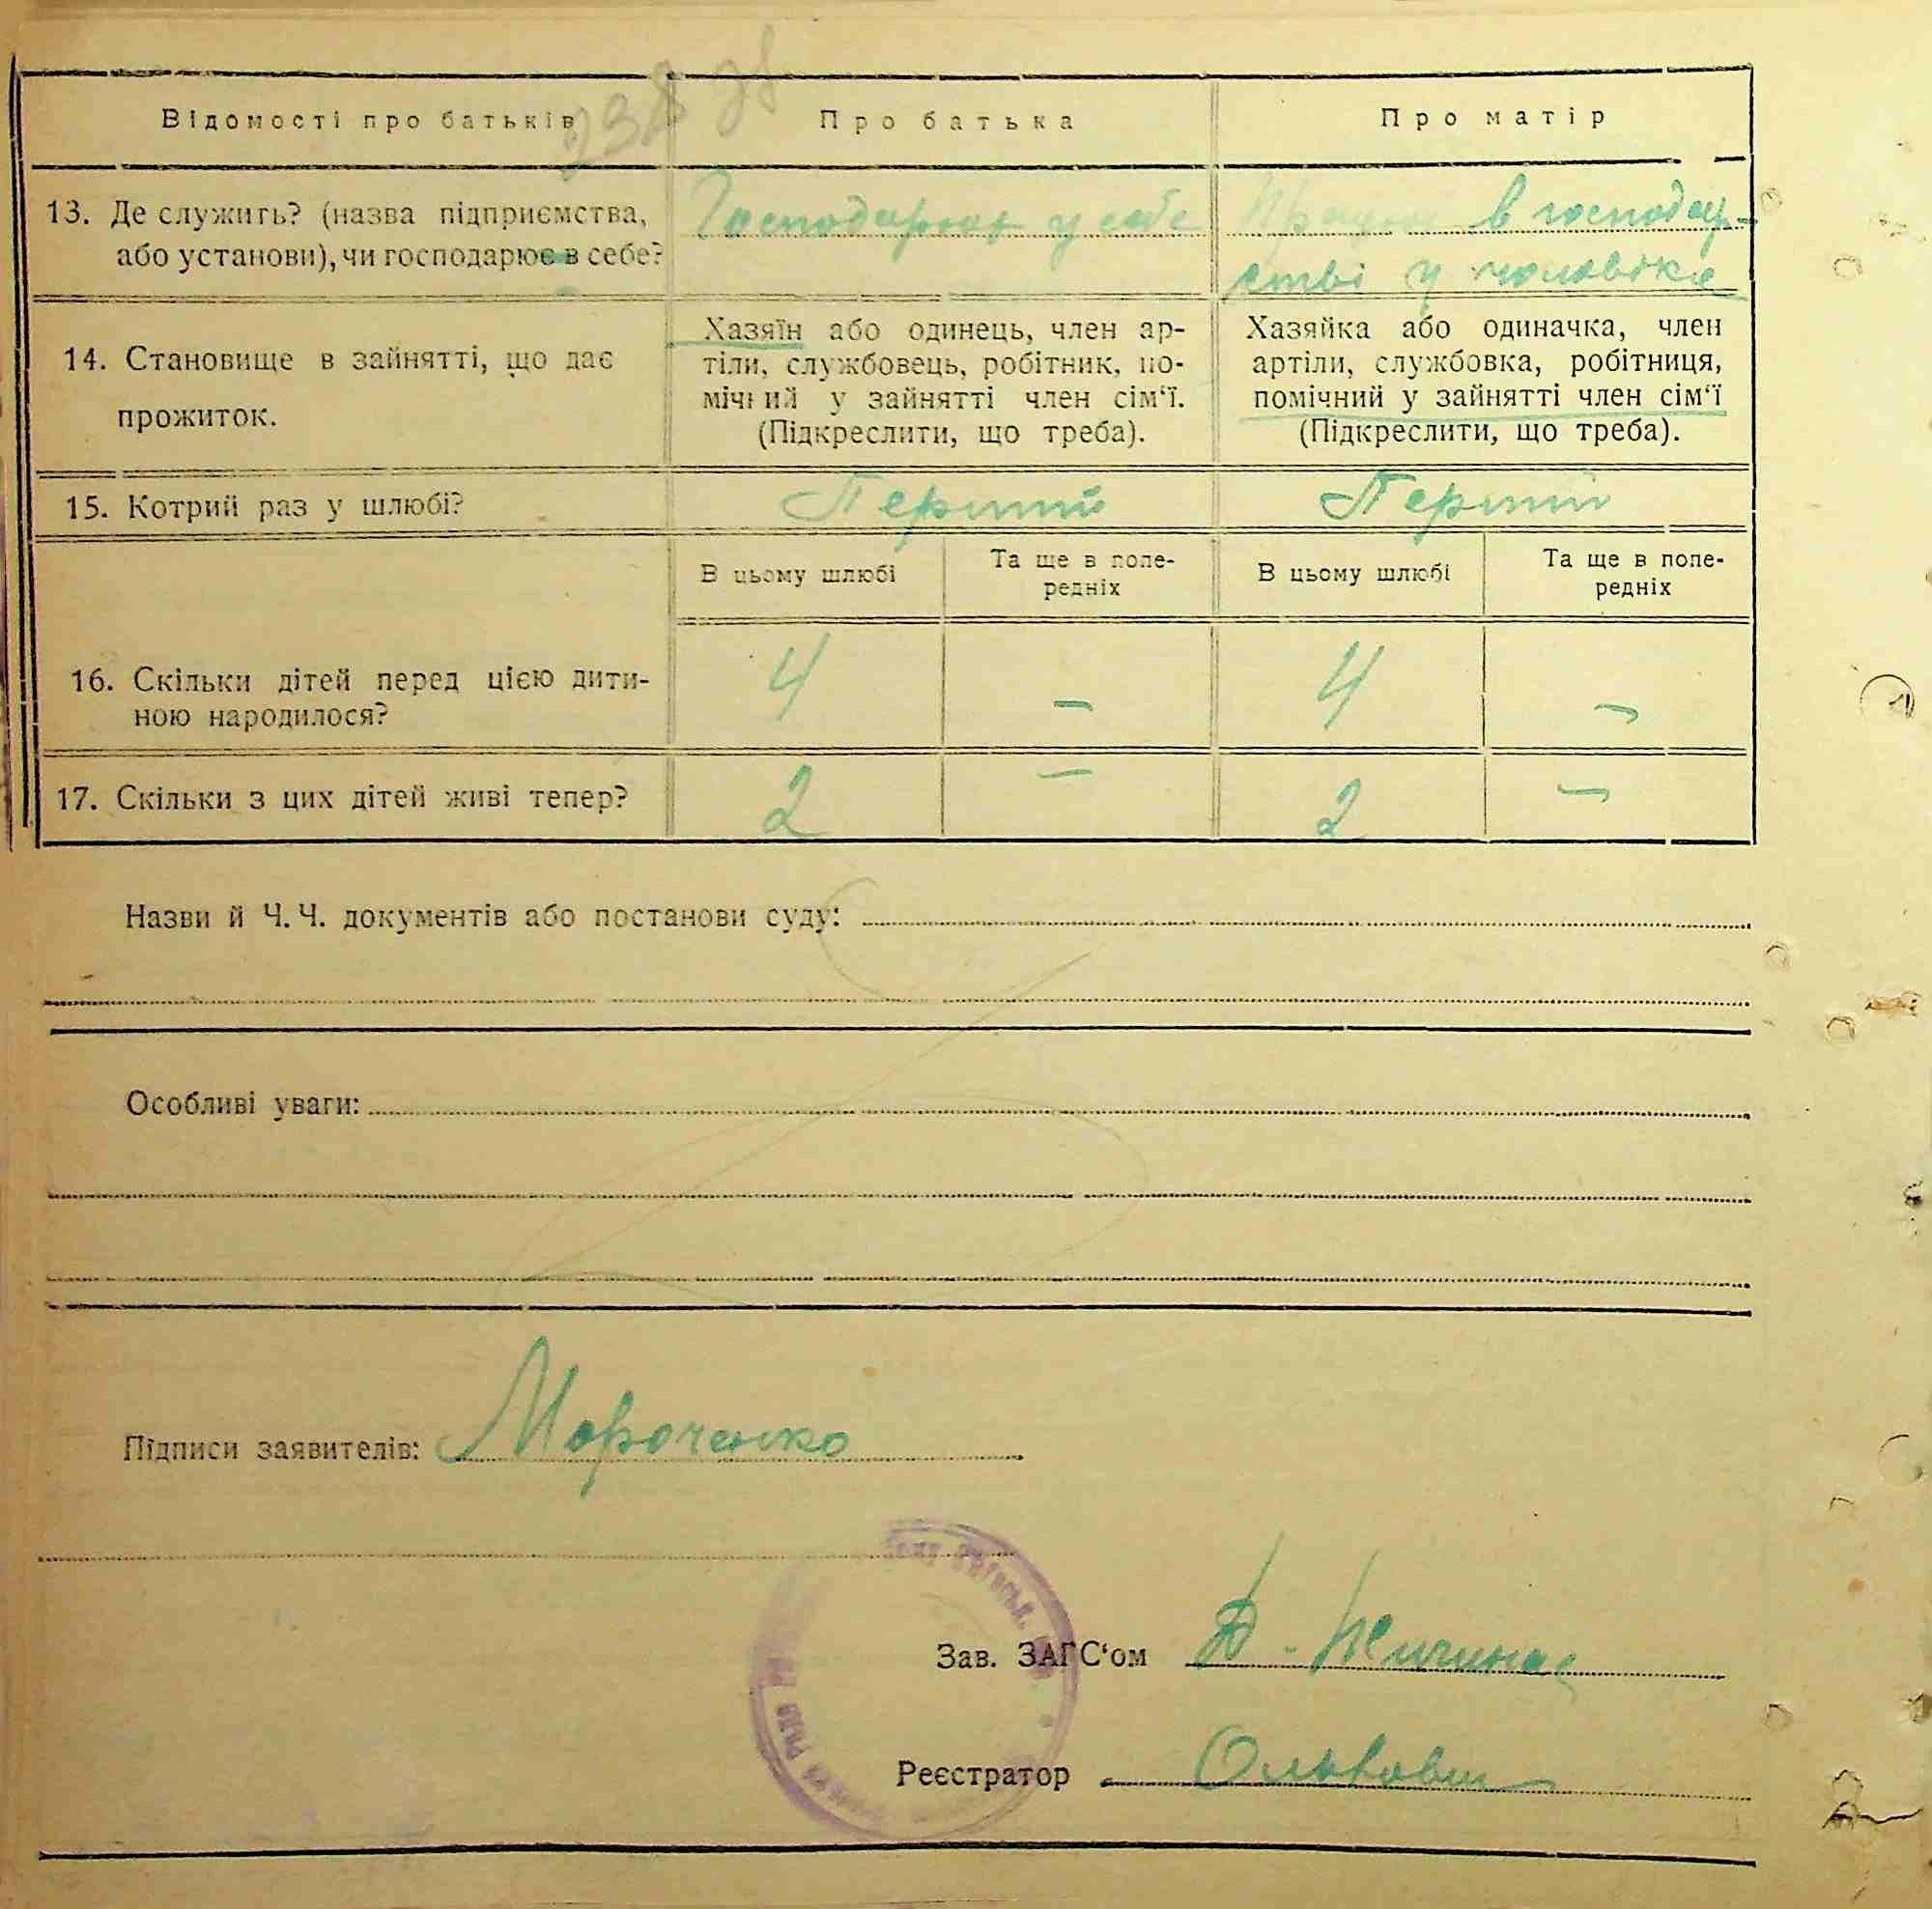 Відомості про батьків
Про батька
Про матір
238
13. Де служить? (назва підприємства,
або установи), чи господарює в себе?
Господарює у себе
Працює в господар-
стві у чоловіка
14. Становище в зайнятті, що дає
прожиток.
Хазяїн або одинець, член ар-
тіли, службовець, робітник, по-
мічний у зайнятті член сім‘ї.
(Підкреслити, що треба).
Хазяйка або одиначка, член
артіли, службовка, робітниця,
помічний у зайнятті член сім‘ї
(Підкреслити, що треба).
15. Котрий раз у шлюбі?
Перший
Перший
В цьому шлюбі
Та ще в попе-
редніх
В цьому шлюбі
Та ще в попе-
редніх
16. Скільки дітей перед цією дити-
ною народилося?
4
–
4
–
17. Скільки з цих дітей живі тепер?
2
–
2
–
Назви й Ч. Ч. документів або постанови суду:
Особливі уваги:
Підписи заявителів: Мороченко
Зав. ЗАГС‘ом
Реєстратор